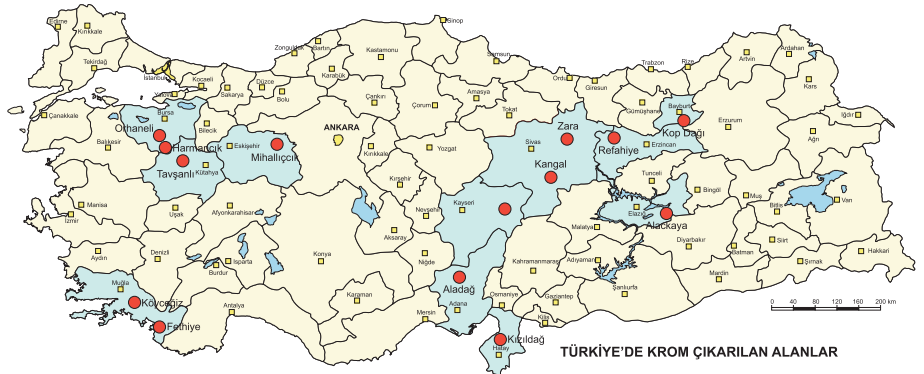 Edirne
Kırıkkale
Tekirdağ
İstanbul
Kocaeli
Yalova
Sakarya
Düzce
Bolu
Zonguldak
Bartın
Karabük
Kastamonu
Sinop
Çankırı
Çorum
Samsun
Amasya
Tokat
Ordu
Giresun
Trabzon
Rize
Artvin
Ardahan
Kars
Iğdır
Gümüşhane
Bayburt
Kop Dağı
Erzurum
Ağrı
Çanakkale
Balıkesir
Bursa
Orhaneli
Harmancık
Tavşanlı
Kütahya
Bilecik
Eskişehir
Mihallıççık
ANKARA
Kırıkkale
Yozgat
Kırşehir
Sivas
Zara
Kangal
Refahiye
Erzincan
Tunceli
Bingöl
Muş
Bitlis
Van
Elazığ
Alackaya
Manisa
İzmir
Uşak
Afyonkarahisar
Aydın
Denizli
Burdur
Isparta
Konya
Aksaray
Nevşehir
Kayseri
Niğde
Malatya
Adıyaman
Kahramanmaraş
Diyarbakır
Batman
Siirt
Şırnak
Hakkari
Mardin
Şanlıurfa
Gaziantep
Kilis
Osmaniye
Aladağ
Adana
Mersin
Karaman
Antalya
Muğla
Köyceğiz
Fethiye
Kızıldağ
Hatay
0 40 80 120 160 200 km
TÜRKİYE'DE KROM ÇIKARILAN ALANLAR